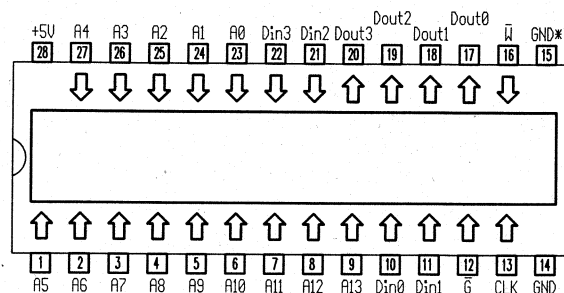 Dout2 Dout0
+5V A4 A3 A2 A1 A0 Din3 Din2 Dout3 Dout1 W̅ GND*
28 27 26 25 24 23 22 21 20 19 18 17 16 15
1 2 3 4 5 6 7 8 9 10 11 12 13 14
A5 A6 A7 A8 A9 A10 A11 A12 A13 Din0 Din1 G̅ CLK GND